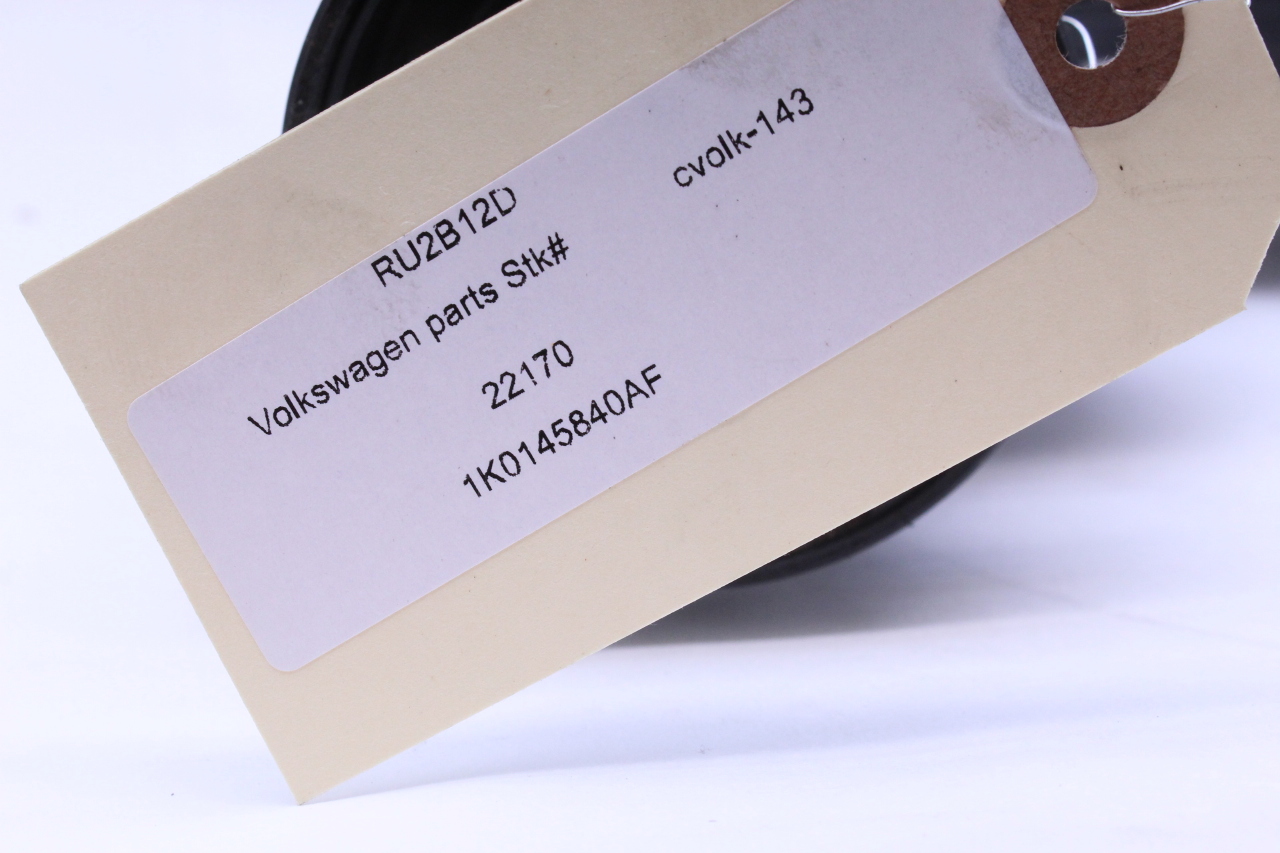 RU2B12D cvolk-143
Volkswagen parts Stk#
22170
1K0145840AF